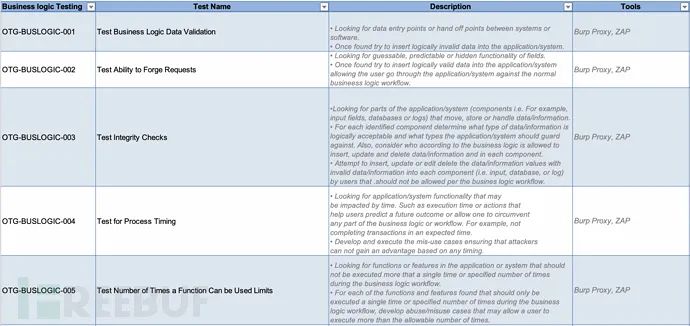 Business logic Testing Test Name Description Tools
OTG-BUSLOGIC-001 Test Business Logic Data Validation
• Looking for data entry points or hand off points between systems or
software.
• Once found try to insert logically invalid data into the application/system.
Burp Proxy, ZAP
OTG-BUSLOGIC-002 Test Ability to Forge Requests
• Looking for guessable, predictable or hidden functionality of fields.
• Once found try to insert logically valid data into the application/system
allowing the user go through the application/system against the normal
business logic workflow.
Burp Proxy, ZAP
OTG-BUSLOGIC-003 Test Integrity Checks
•Looking for parts of the application/system (components i.e. For example,
input fields, databases or logs) that move, store or handle data/information.
• For each identified component determine what type of data/information is
logically acceptable and what types the application/system should guard
against. Also, consider who according to the business logic is allowed to
insert, update and delete data/information and in each component.
• Attempt to insert, update or edit delete the data/information values with
invalid data/information into each component (i.e. input, database, or log)
by users that .should not be allowed per the busines logic workflow.
Burp Proxy, ZAP
OTG-BUSLOGIC-004 Test for Process Timing
• Looking for application/system functionality that may
be impacted by time. Such as execution time or actions that
help users predict a future outcome or allow one to circumvent
any part of the business logic or workflow. For example, not
completing transactions in an expected time.
• Develop and execute the mis-use cases ensuring that attackers
can not gain an advantage based on any timing.
Burp Proxy, ZAP
OTG-BUSLOGIC-005 Test Number of Times a Function Can be Used Limits
• Looking for functions or features in the application or system that should
not be executed more that a single time or specified number of times
during the business logic workflow.
• For each of the functions and features found that should only be
executed a single time or specified number of times during the business
logic workflow, develop abuse/misuse cases that may allow a user to
execute more than the allowable number of times.
Burp Proxy, ZAP
FREEBUF